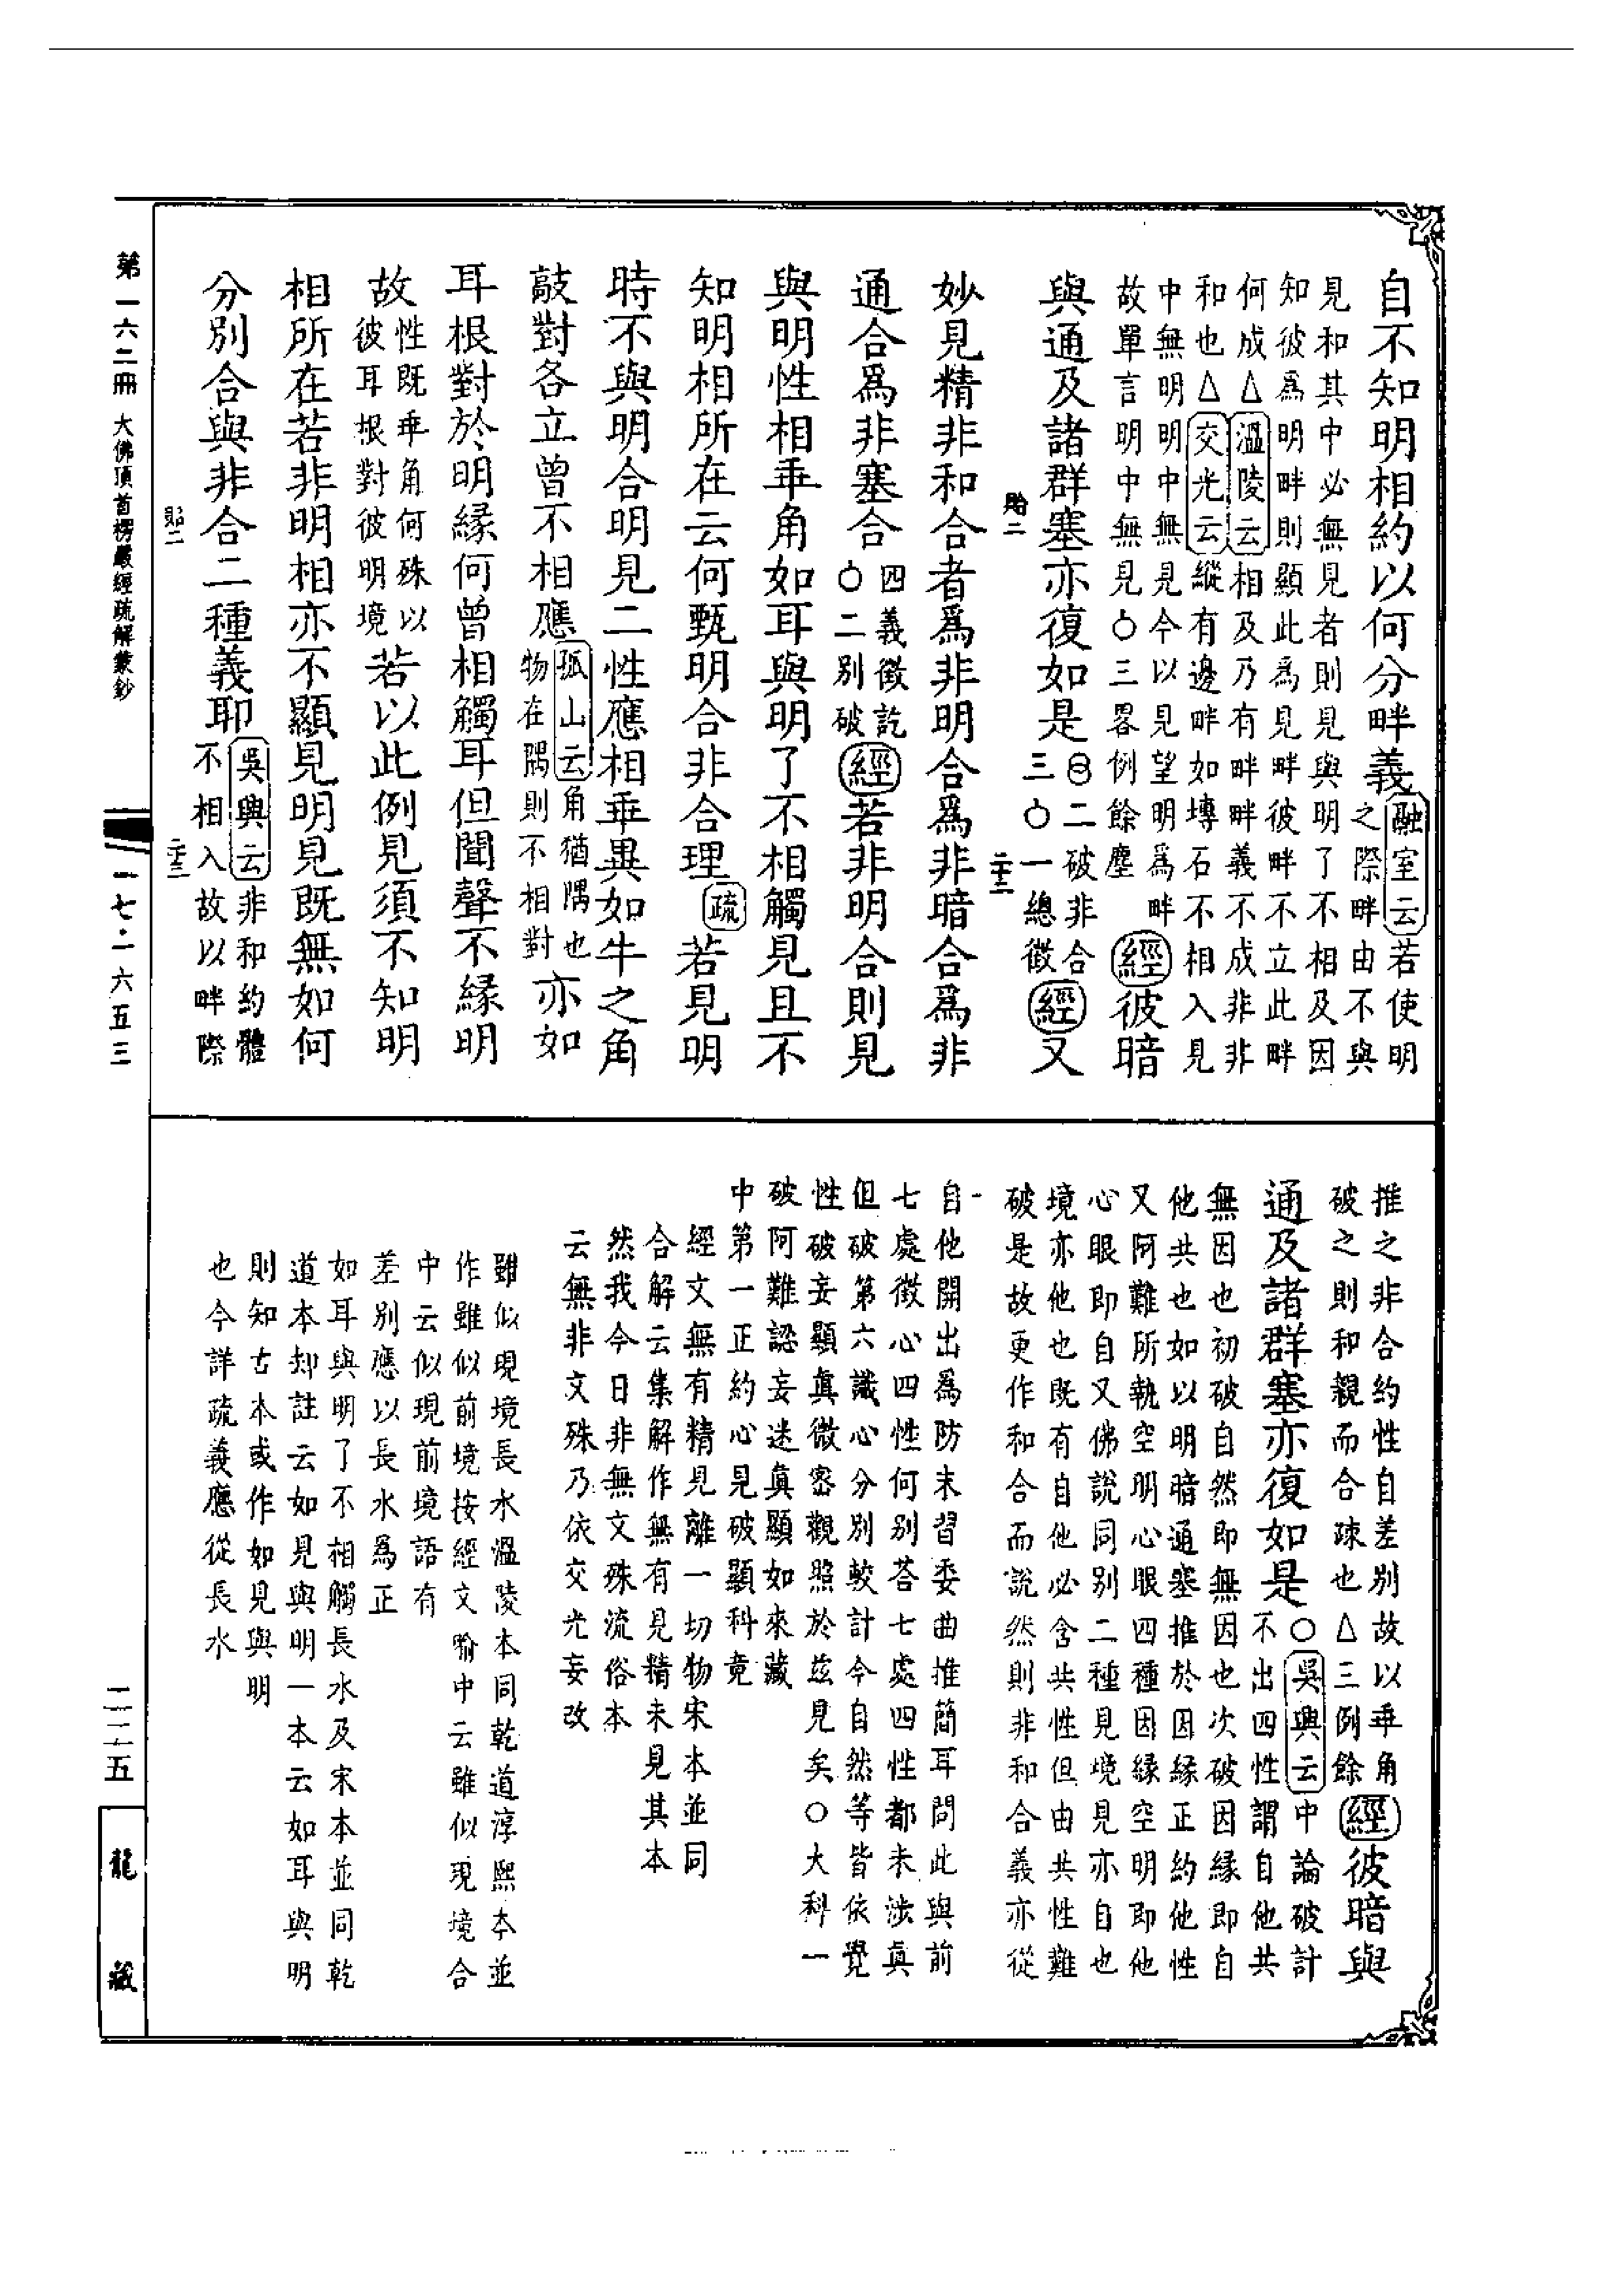 自不知明相約以何分畔義融室云若使明
之際畔由不與
見和其中必無見者則見與明了不相及因
知彼爲明畔則顯此爲見畔彼畔不立此畔
何成△溫陵云相及乃有畔畔義不成非非
和也△交光云縱有邊畔如塼石不相入見
中無明明中無見今以見望明爲畔
故單言明中無見○三畧例餘塵經彼暗
與通及諸群塞亦復如是二破非合
三○一總徵經又
貽二
二十三
妙見精非和合者爲非明合爲非暗合爲非
通合爲非塞合四義徵訖
○二別破經若非明合則見
與明性相乖角如耳與明了不相觸見且不
知明相所在云何甄明合非合理疏若見明
時不與明合明見二性應相乖異如牛之角
敲對各立曾不相應孤山云角猶隅也
物在隅則不相對亦如
耳根對於明緣何曾相觸耳但聞聲不緣明
故性既乖角何殊以
彼耳根對彼明境若以此例見須不知明
相所在若非明相亦不顯見明見既無如何
分別合與非合二種義耶吳興云非和約體
不相入故以畔際
貽二
二十三
推之非合約性自差別故以乖角
破之則和親而合疎也△三例餘經彼暗與
通及諸群塞亦復如是○吳興云中論破計
不出四性謂自他共
無因也初破自然即無因也次破因緣即自
他共也如以明暗通塞推於因緣正約他性
又阿難所執空明心眼四種因緣空明即他
心眼即自又佛說同別二種見境見亦自也
境亦他也既有自他必含共性但由共性難
破是故更作和合而說然則非和合義亦從
自他開出爲防末習委曲推簡耳問此與前
七處徵心四性何別荅七處四性都未涉真
但破第六識心分別較計今自然等皆依覺
性破妄顯真微密觀照於茲見矣○大科一
破阿難認妄迷真顯如來藏
中第一正約心見破顯科竟
經文無有精見離一切物宋本並同
合解云集解作無有見精未見其本
然我今日非無文殊流俗本
云無非文殊乃依交光妄改
雖似現境長水溫陵本同乾道淳熙本並
作雖似前境按經文喻中云雖似現境合
中云似現前境語有
差別應以長水爲正
如耳與明了不相觸長水及宋本並同乾
道本却註云如見與明一本云如耳與明
則知古本或作如見與明
也今詳疏義應從長水
第一六二冊 大佛頂首楞嚴經疏解蒙鈔
一七·一六五三
二二五
龍藏